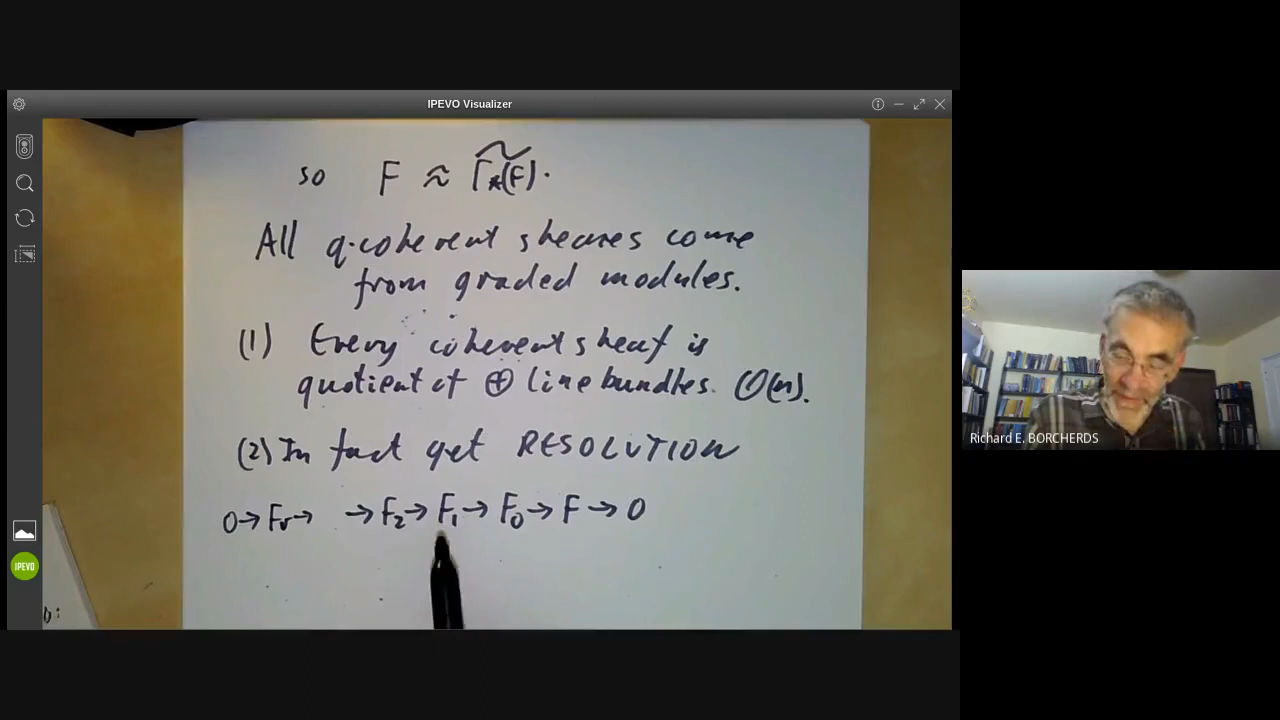 IPEVO Visualizer
so F ≈ Γ̃*(F).
All q.coherent sheaves come
from graded modules.
(1) Every coherent sheaf is
quotient of ⊕ line bundles. O(n).
(2) In fact get RESOLUTION
0→Fr→ →F₂→F₁→F₀→F→0
Richard E. BORCHERDS
IPEVO